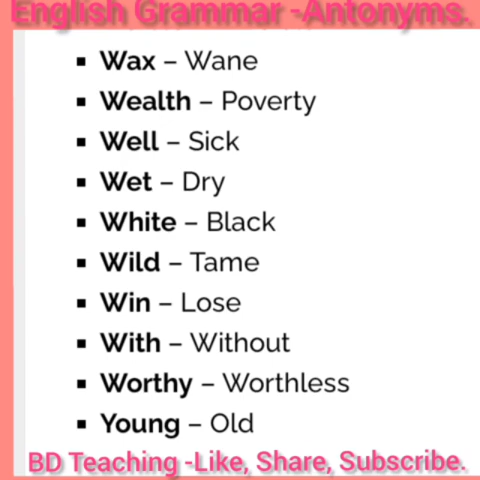 English Grammar -Antonyms.
▪ Wax – Wane
▪ Wealth – Poverty
▪ Well – Sick
▪ Wet – Dry
▪ White – Black
▪ Wild – Tame
▪ Win – Lose
▪ With – Without
▪ Worthy – Worthless
▪ Young – Old
BD Teaching -Like, Share, Subscribe.